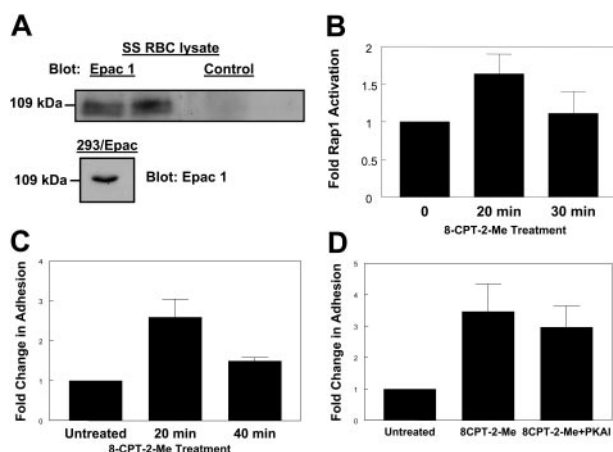 A
SS RBC lysate
Blot: Epac 1 Control
109 kDa
293/Epac
109 kDa
Blot: Epac 1
B
Fold Rap1 Activation
2
1.5
1
0.5
0
0 20 min 30 min
8-CPT-2-Me Treatment
C
Fold Change in Adhesion
4
3
2
1
0
Untreated 20 min 40 min
8-CPT-2-Me Treatment
D
Fold Change in Adhesion
5
4
3
2
1
0
Untreated 8CPT-2-Me 8CPT-2-Me+PKAI